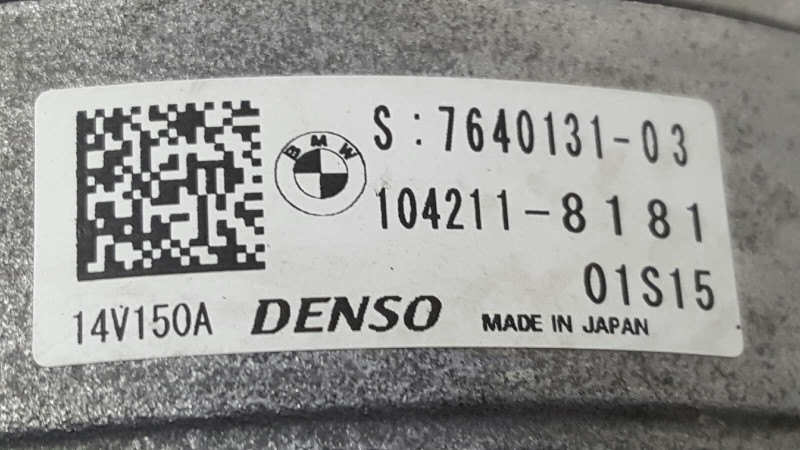 BMW
S:7640131-03
104211-8181
01S15
14V150A DENSO MADE IN JAPAN